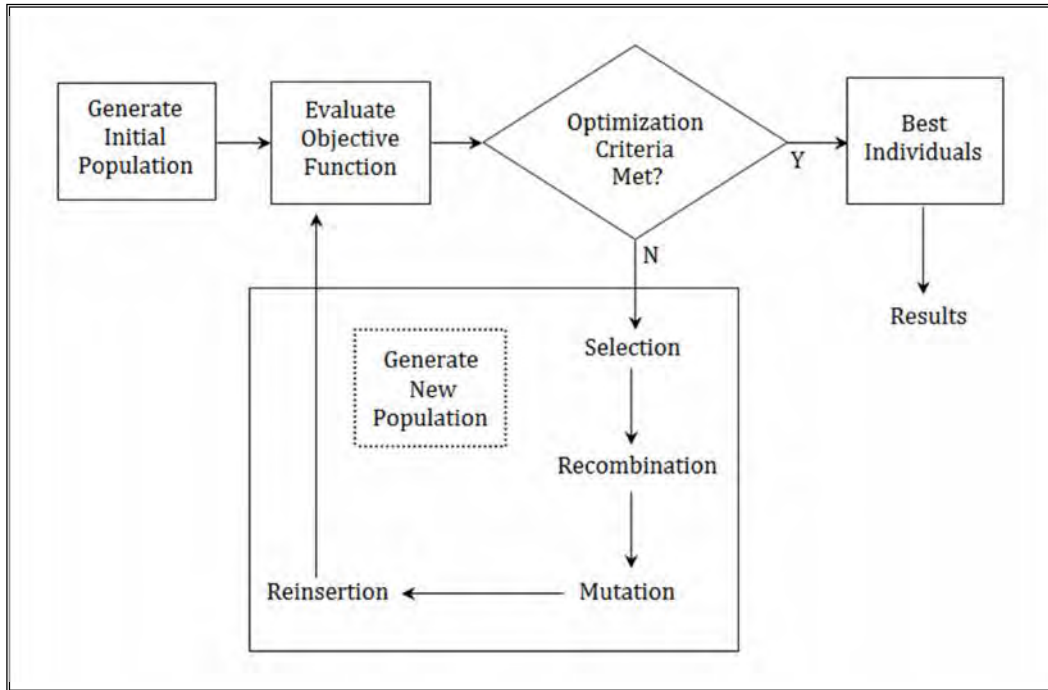 Generate
Initial
Population
Evaluate
Objective
Function
Optimization
Criteria
Met?
Y
Best
Individuals
N
Results
Selection
Generate
New
Population
Recombination
Mutation
Reinsertion